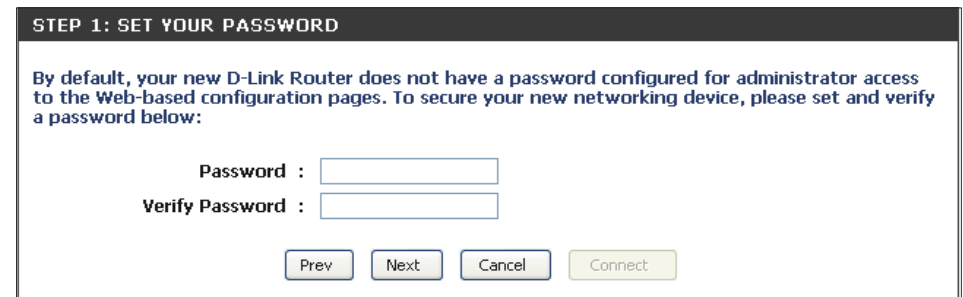 STEP 1: SET YOUR PASSWORD
By default, your new D-Link Router does not have a password configured for administrator access
to the Web-based configuration pages. To secure your new networking device, please set and verify
a password below:
Password :
Verify Password :
Prev Next Cancel Connect